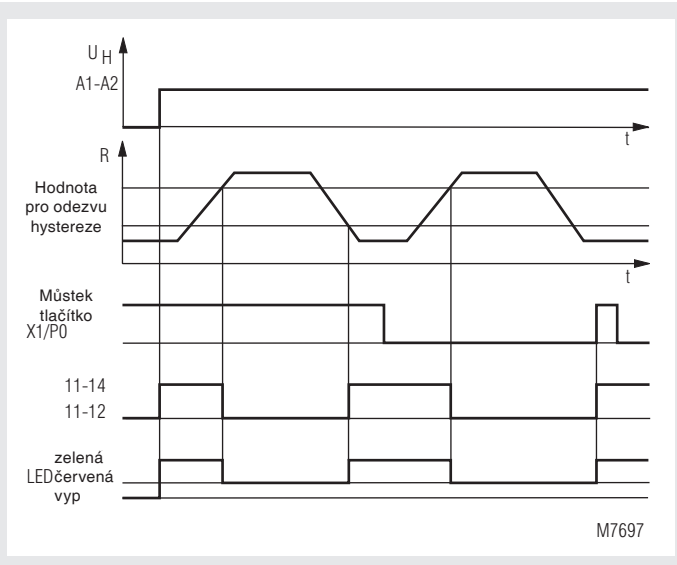 U H
A1-A2
t
R
Hodnota
pro odezvu
hystereze
t
Můstek
tlačítko
X1/P0
11-14
11-12
zelená
LED červená
vyp
M7697